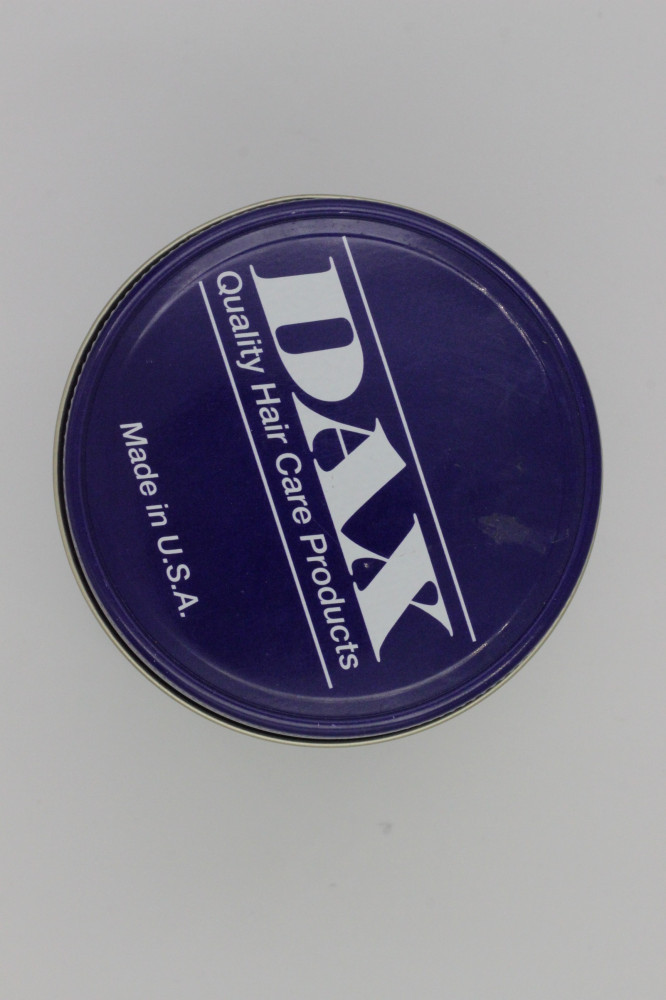 DAX
Quality Hair Care Products
Made in U.S.A.